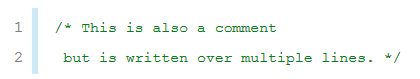 1 /* This is also a comment
2 but is written over multiple lines. */